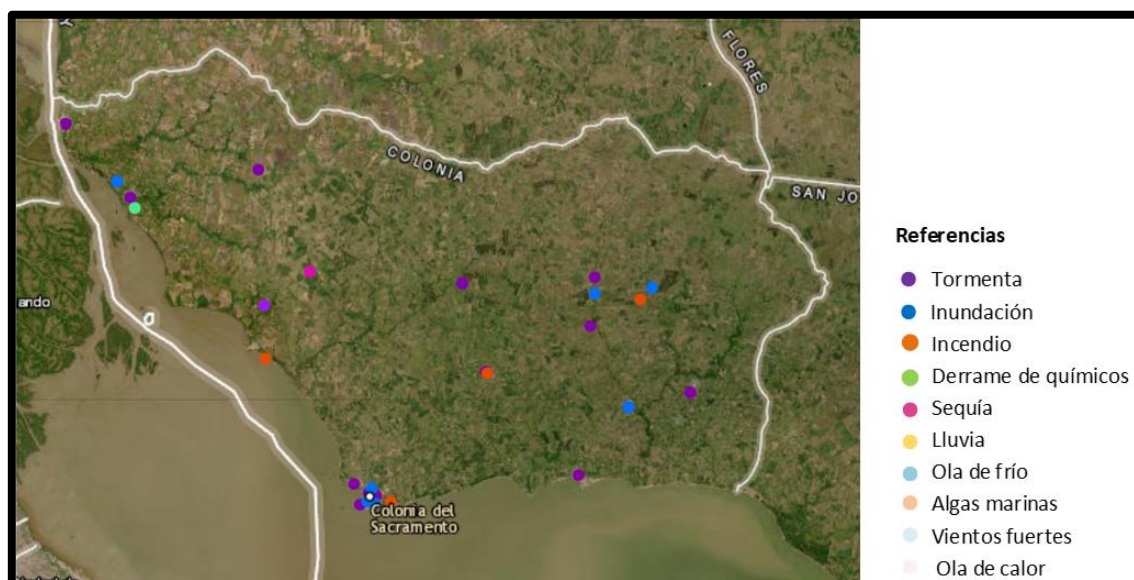 FLORES
COLONIA
SAN JO
ando
Colonia del
Sacramento
Referencias
Tormenta
Inundación
Incendio
Derrame de químicos
Sequía
Lluvia
Ola de frío
Algas marinas
Vientos fuertes
Ola de calor